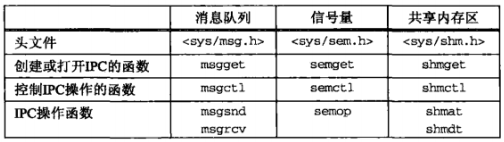 消息队列 信号量 共享内存区
头文件 <sys/msg.h> <sys/sem.h> <sys/shm.h>
创建或打开IPC的函数 msgget semget shmget
控制IPC操作的函数 msgctl semctl shmctl
IPC操作函数 msgsnd semop shmat
msgrcv shmdt